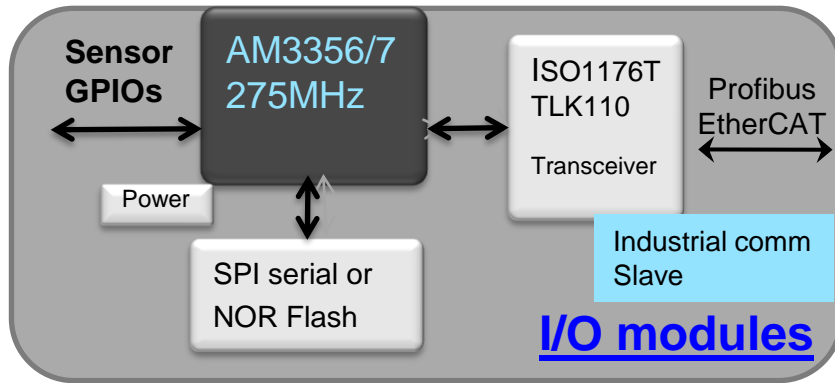 Sensor
GPIOs
AM3356/7
275MHz
ISO1176T
TLK110
Transceiver
Profibus
EtherCAT
Power
SPI serial or
NOR Flash
Industrial comm
Slave
I/O modules